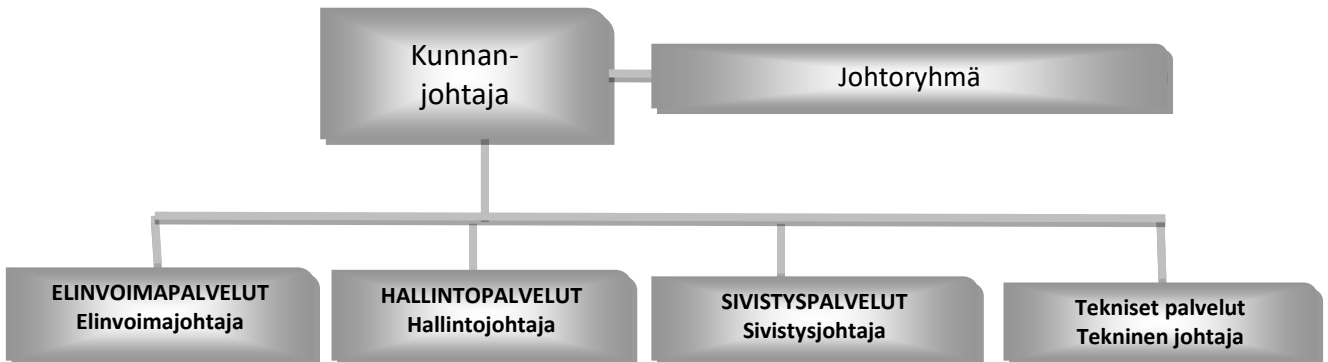 Kunnan-
johtaja
Johtoryhmä
ELINVOIMAPALVELUT
Elinvoimajohtaja
HALLINTOPALVELUT
Hallintojohtaja
SIVISTYSPALVELUT
Sivistysjohtaja
Tekniset palvelut
Tekninen johtaja